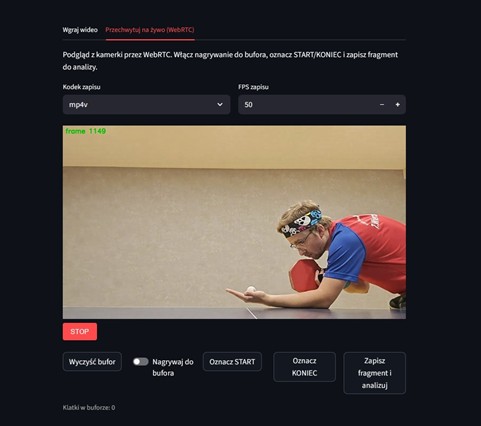 Wgraj wideo
Przechwytuj na żywo (WebRTC)
Podgląd z kamerki przez WebRTC. Włącz nagrywanie do bufora, oznacz START/KONIEC i zapisz fragment
do analizy.
Kodek zapisu
FPS zapisu
mp4v
50
frame 1149
STOP
Wyczyść bufor
Nagrywaj do
bufora
Oznacz START
Oznacz
KONIEC
Zapisz
fragment i
analizuj
Klatki w buforze: 0